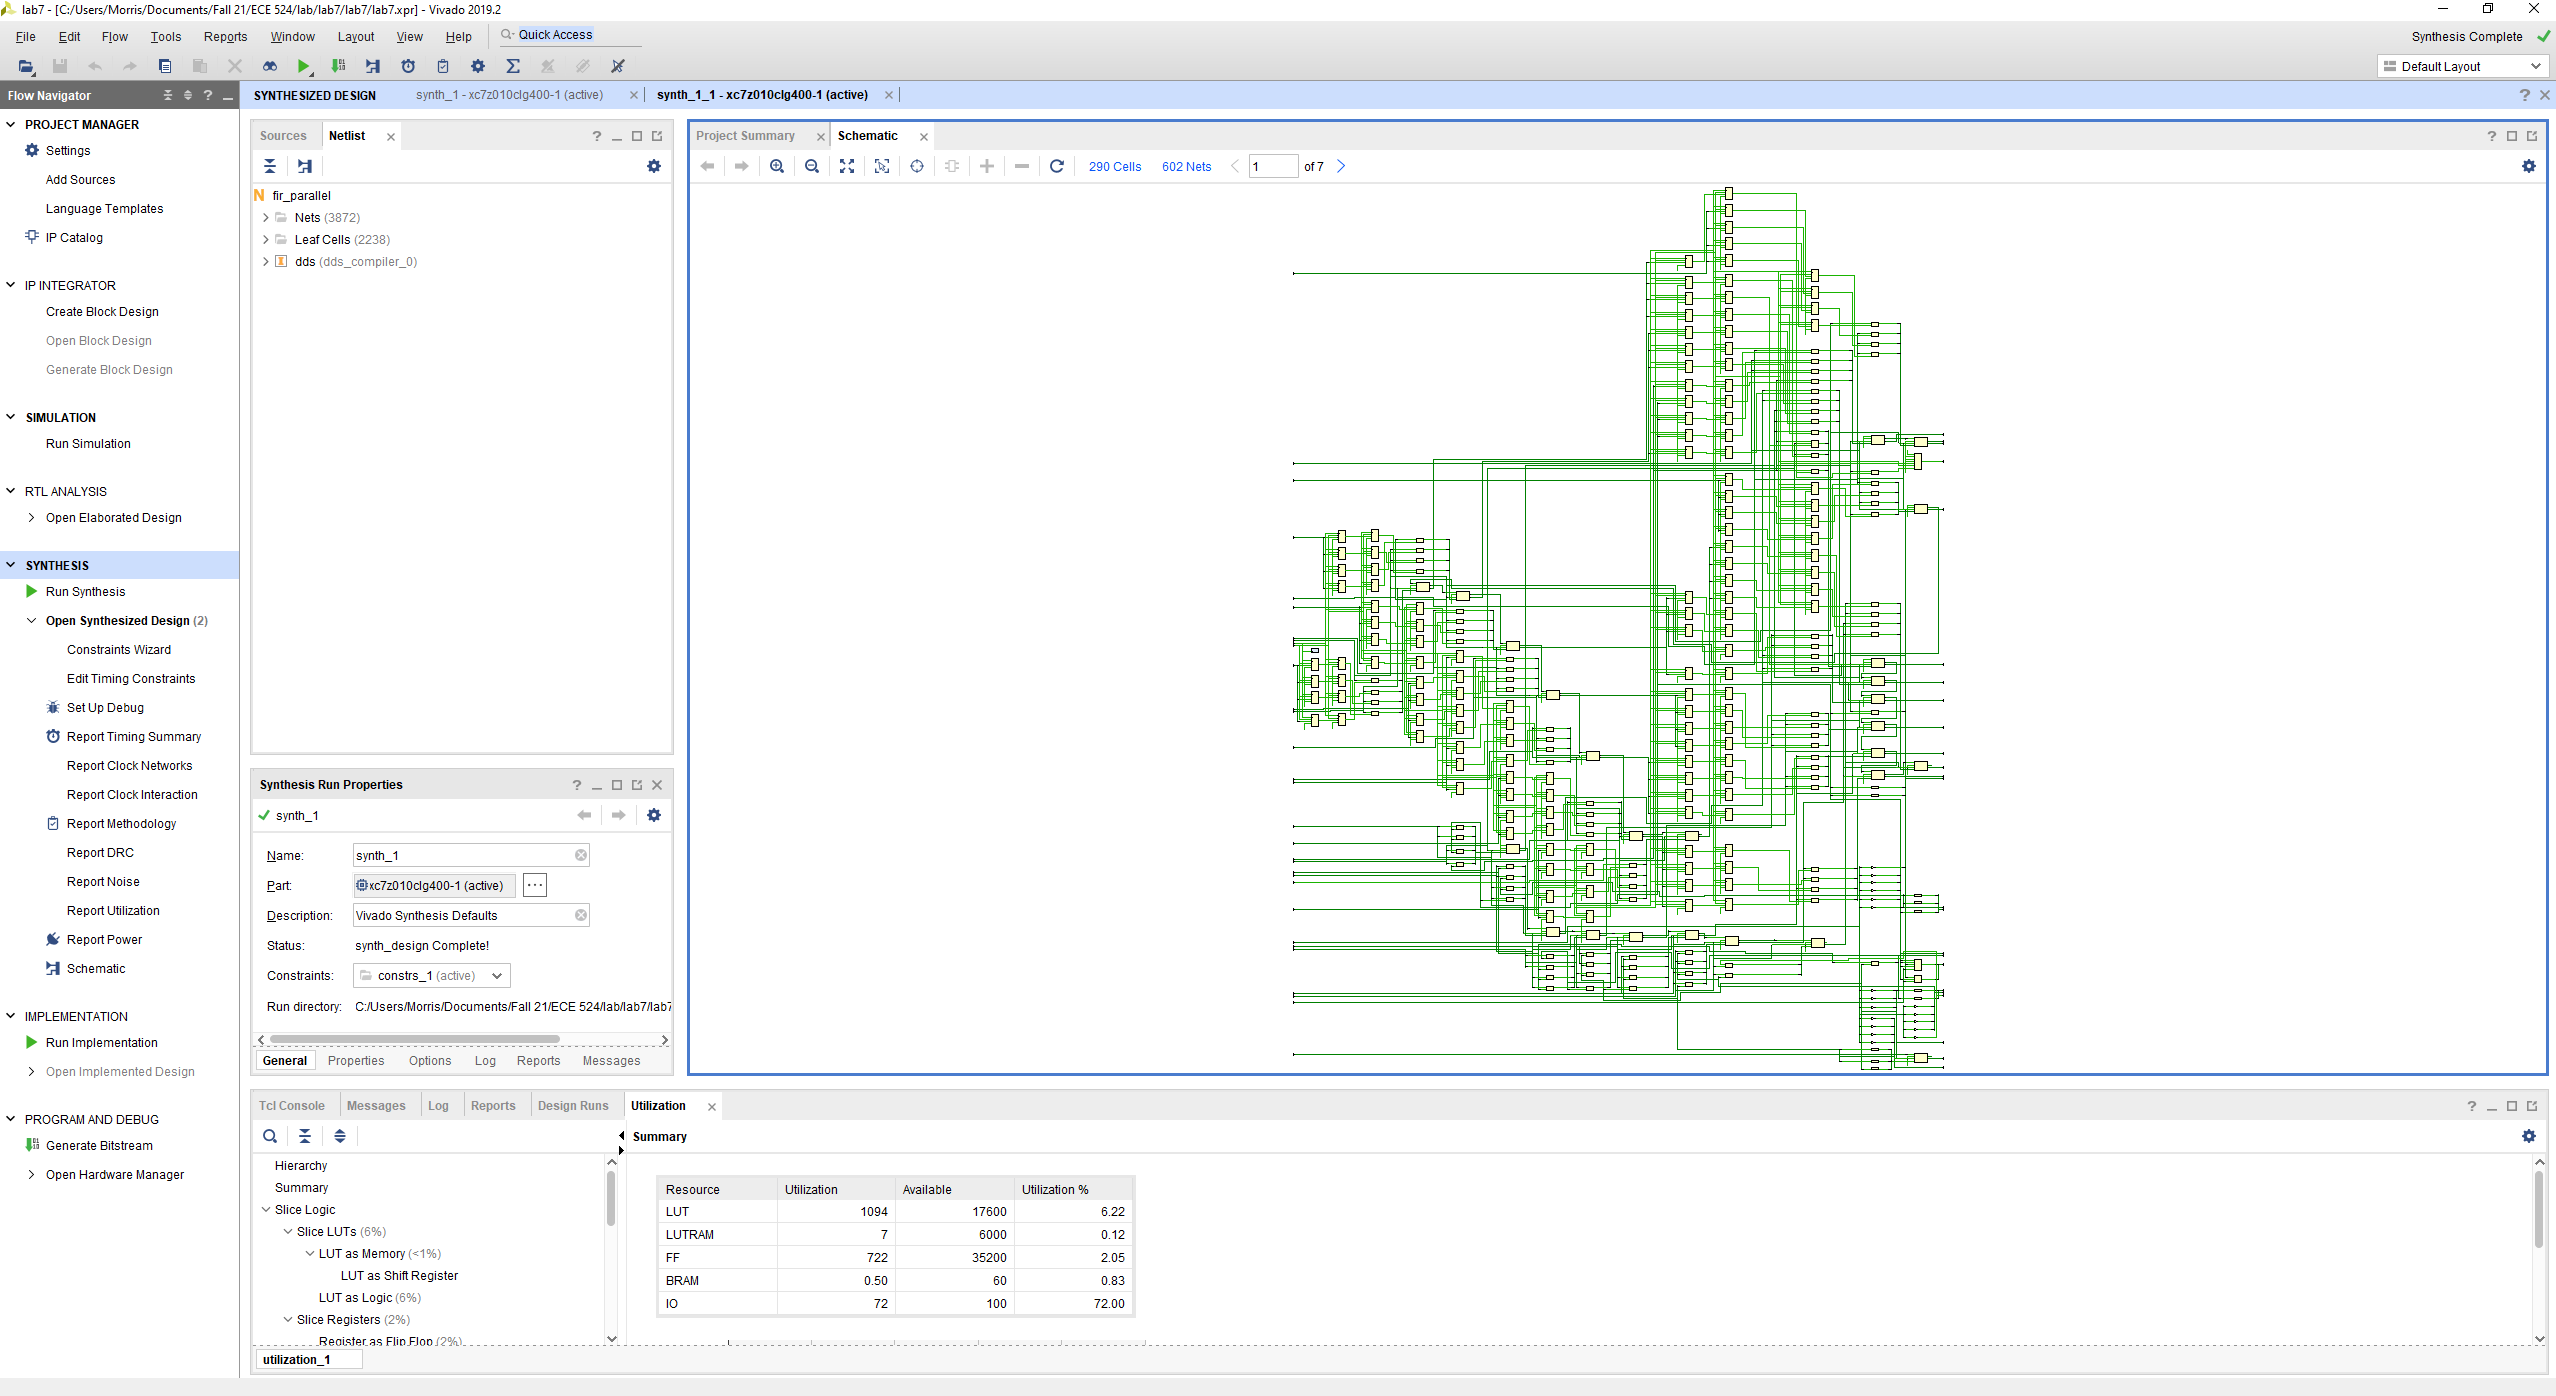 lab7 - [C:/Users/Morris/Documents/Fall 21/ECE 524/lab/lab7/lab7/lab7.xpr] - Vivado 2019.2
File Edit Flow Tools Reports Window Layout View Help Quick Access
Synthesis Complete
Default Layout
Flow Navigator
SYNTHESIZED DESIGN synth_1 - xc7z010clg400-1 (active) synth_1_1 - xc7z010clg400-1 (active)
PROJECT MANAGER
Settings
Add Sources
Language Templates
IP Catalog
IP INTEGRATOR
Create Block Design
Open Block Design
Generate Block Design
SIMULATION
Run Simulation
RTL ANALYSIS
Open Elaborated Design
SYNTHESIS
Run Synthesis
Open Synthesized Design (2)
Constraints Wizard
Edit Timing Constraints
Set Up Debug
Report Timing Summary
Report Clock Networks
Report Clock Interaction
Report Methodology
Report DRC
Report Noise
Report Utilization
Report Power
Schematic
IMPLEMENTATION
Run Implementation
Open Implemented Design
PROGRAM AND DEBUG
Generate Bitstream
Open Hardware Manager
Sources Netlist
N fir_parallel
Nets (3872)
Leaf Cells (2238)
dds (dds_compiler_0)
Synthesis Run Properties
synth_1
Name: synth_1
Part: xc7z010clg400-1 (active)
Description: Vivado Synthesis Defaults
Status: synth_design Complete!
Constraints: constrs_1 (active)
Run directory: C:/Users/Morris/Documents/Fall 21/ECE 524/lab/lab7/lab7
General Properties Options Log Reports Messages
Project Summary Schematic
290 Cells 602 Nets 1 of 7
Tcl Console Messages Log Reports Design Runs Utilization
Summary
Hierarchy
Summary
Slice Logic
Slice LUTs (6%)
LUT as Memory (<1%)
LUT as Shift Register
LUT as Logic (6%)
Slice Registers (2%)
Register as Flip Flop (2%)
Resource Utilization Available Utilization %
LUT 1094 17600 6.22
LUTRAM 7 6000 0.12
FF 722 35200 2.05
BRAM 0.50 60 0.83
IO 72 100 72.00
utilization_1